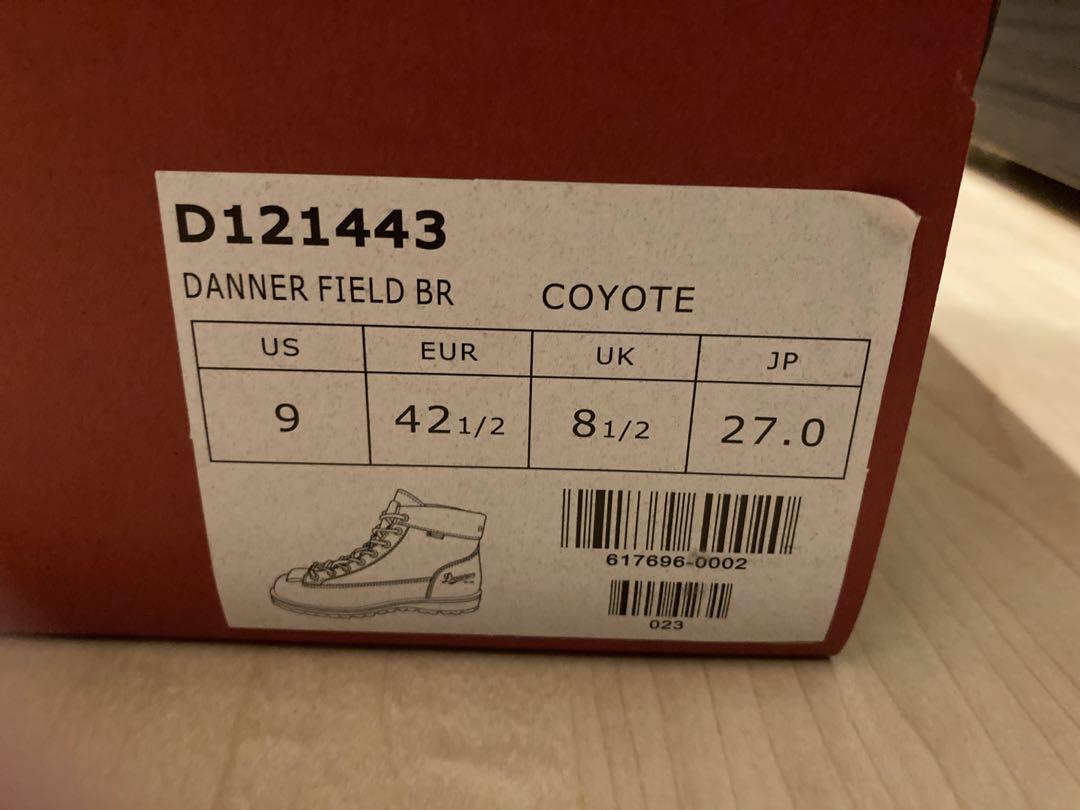 D121443
DANNER FIELD BR COYOTE
US EUR UK JP
9 42 1/2 8 1/2 27.0
Danner
617696-0002
023